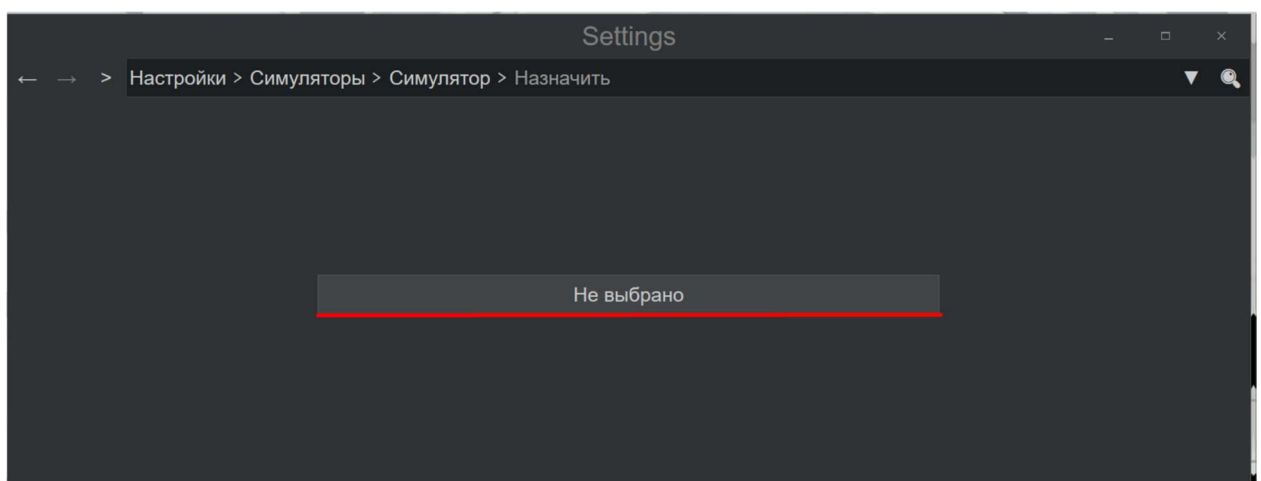 Settings
← → > Настройки > Симуляторы > Симулятор > Назначить
Не выбрано